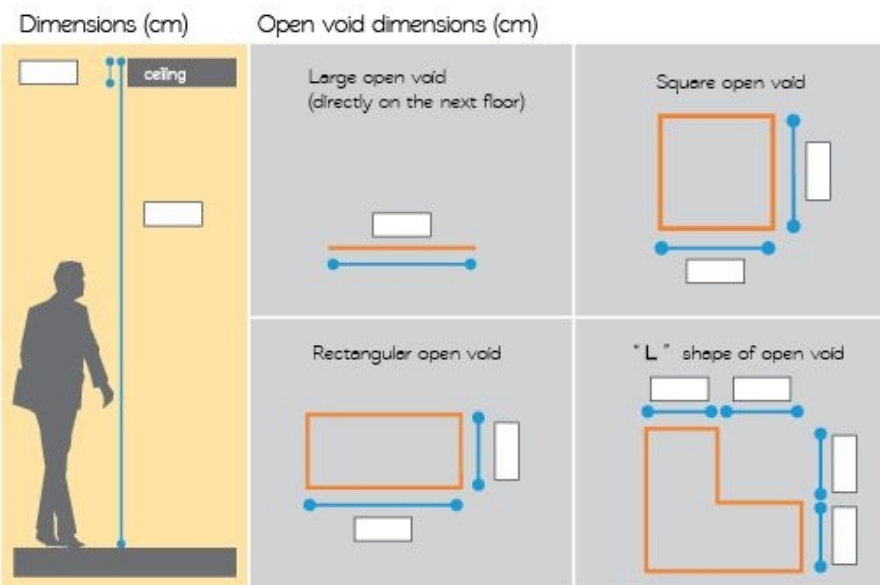 Dimensions (cm)
Open void dimensions (cm)
ceiling
Large open void
(directly on the next floor)
Square open void
Rectangular open void
"L" shape of open void